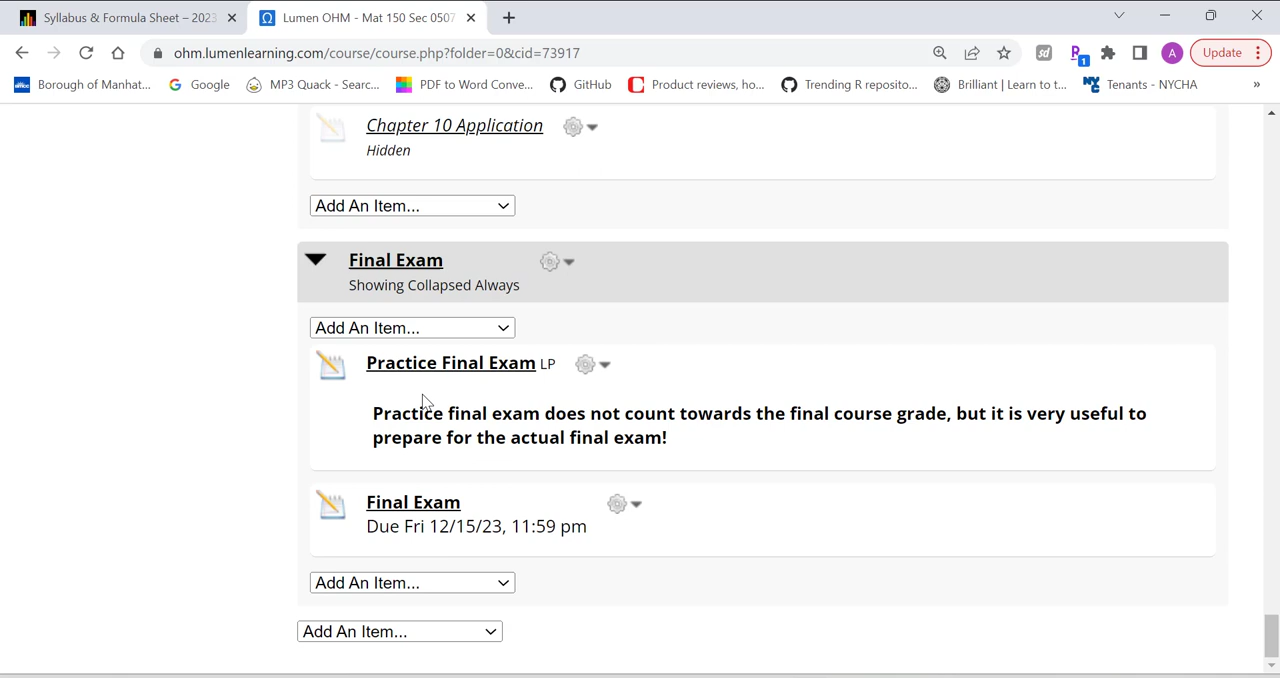 Syllabus & Formula Sheet – 2023
Lumen OHM - Mat 150 Sec 0507
ohm.lumenlearning.com/course/course.php?folder=0&cid=73917
A
Update
1
Borough of Manhat...
Google
MP3 Quack - Searc...
PDF to Word Conve...
GitHub
Product reviews, ho...
Trending R reposito...
Brilliant | Learn to t...
Tenants - NYCHA
»
Chapter 10 Application
Hidden
Add An Item...
Final Exam
Showing Collapsed Always
Add An Item...
Practice Final Exam LP
Practice final exam does not count towards the final course grade, but it is very useful to
prepare for the actual final exam!
Final Exam
Due Fri 12/15/23, 11:59 pm
Add An Item...
Add An Item...